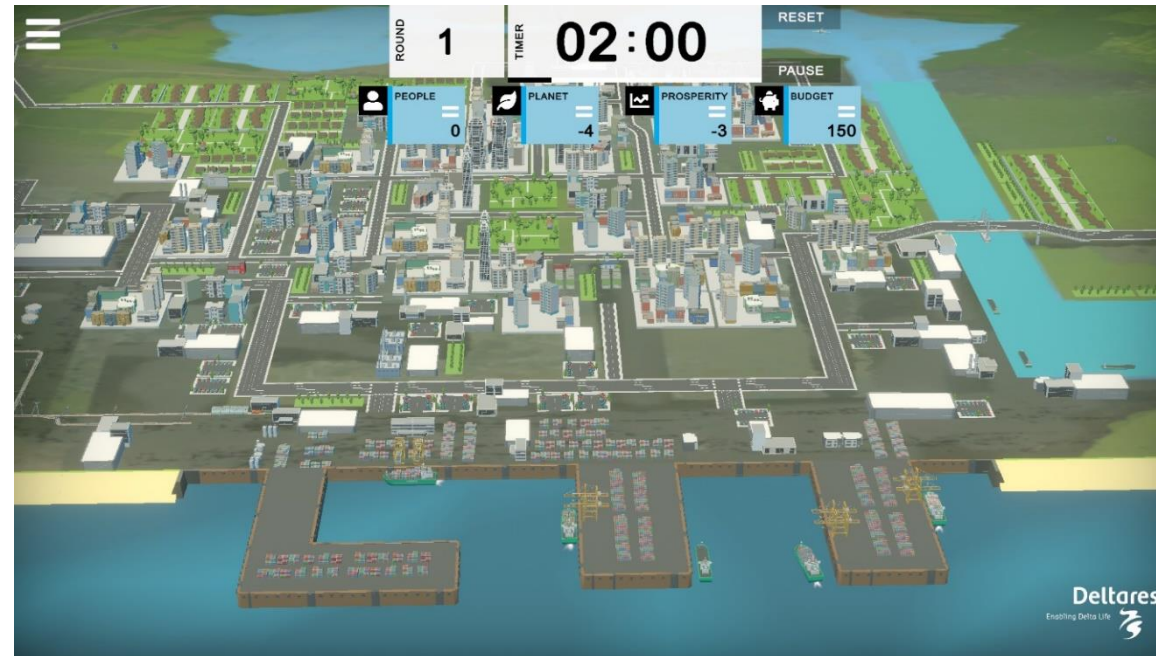 ROUND
1
TIMER
02:00
RESET
PAUSE
PEOPLE
0
PLANET
-4
PROSPERITY
-3
BUDGET
150
Deltares
Enabling Delta Life